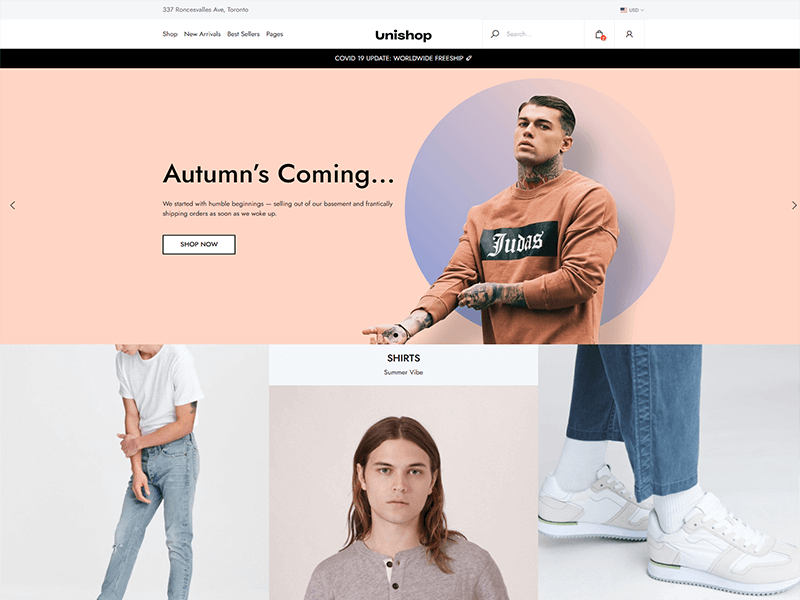 337 Roncesvalles Ave, Toronto
USD
Shop New Arrivals Best Sellers Pages
Unishop
Search...
2
COVID 19 UPDATE: WORLDWIDE FREESHIP 🚀
Autumn's Coming...
We started with humble beginnings — selling out of our basement and frantically
shipping orders as soon as we woke up.
SHOP NOW
Judas
SHIRTS
Summer Vibe